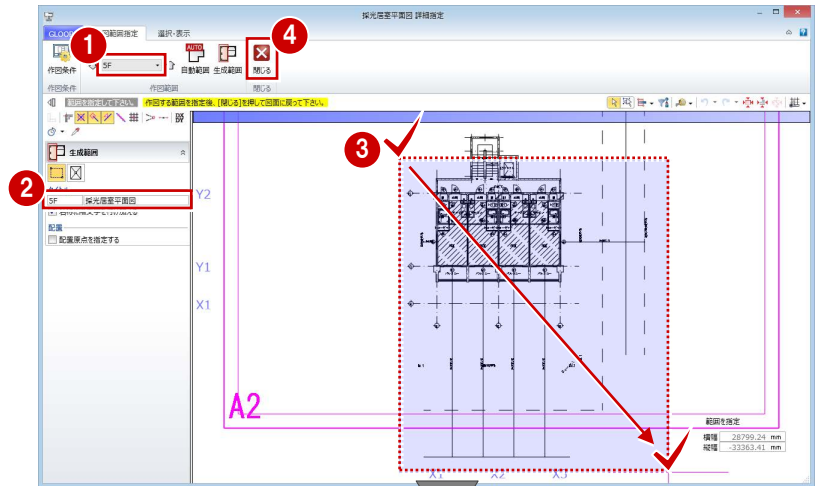 採光居室平面図 詳細指定
GLOO
図範囲指定
選択・表示
1
4
5F
作図条件
自動範囲
生成範囲
閉じる
作図条件
作図範囲
閉じる
範囲を指定して下さい。
作図する範囲を指定後、[閉じる]を押して図面に戻って下さい。
生成範囲
3
2
5F
採光居室平面図
配置
配置原点を指定する
Y2
Y1
X1
A2
X1
X2
X3
範囲を指定
横幅 28799.24 mm
縦幅 -33363.41 mm